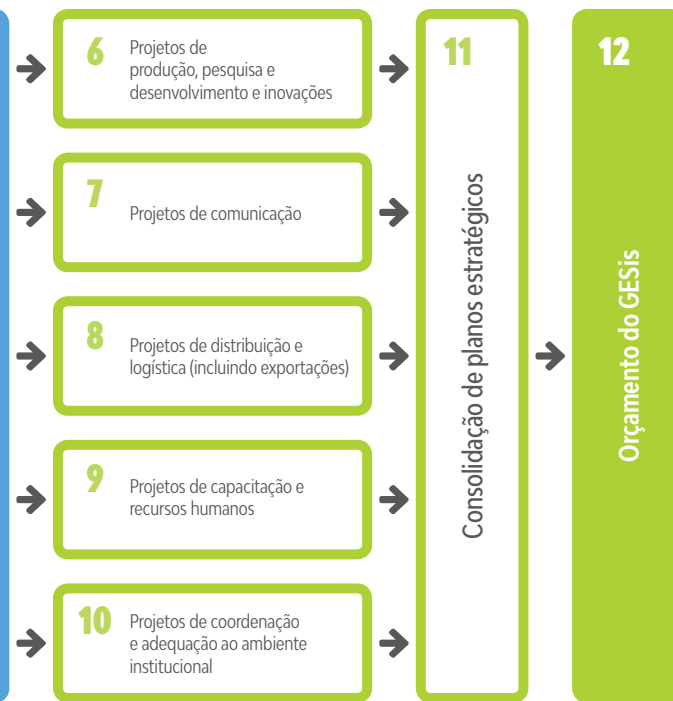 6
Projetos de
produção, pesquisa e
desenvolvimento e inovações
7
Projetos de comunicação
8
Projetos de distribuição e
logística (incluindo exportações)
9
Projetos de capacitação e
recursos humanos
10
Projetos de coordenação
e adequação ao ambiente
institucional
11
Consolidação de planos estratégicos
12
Orçamento do GESis